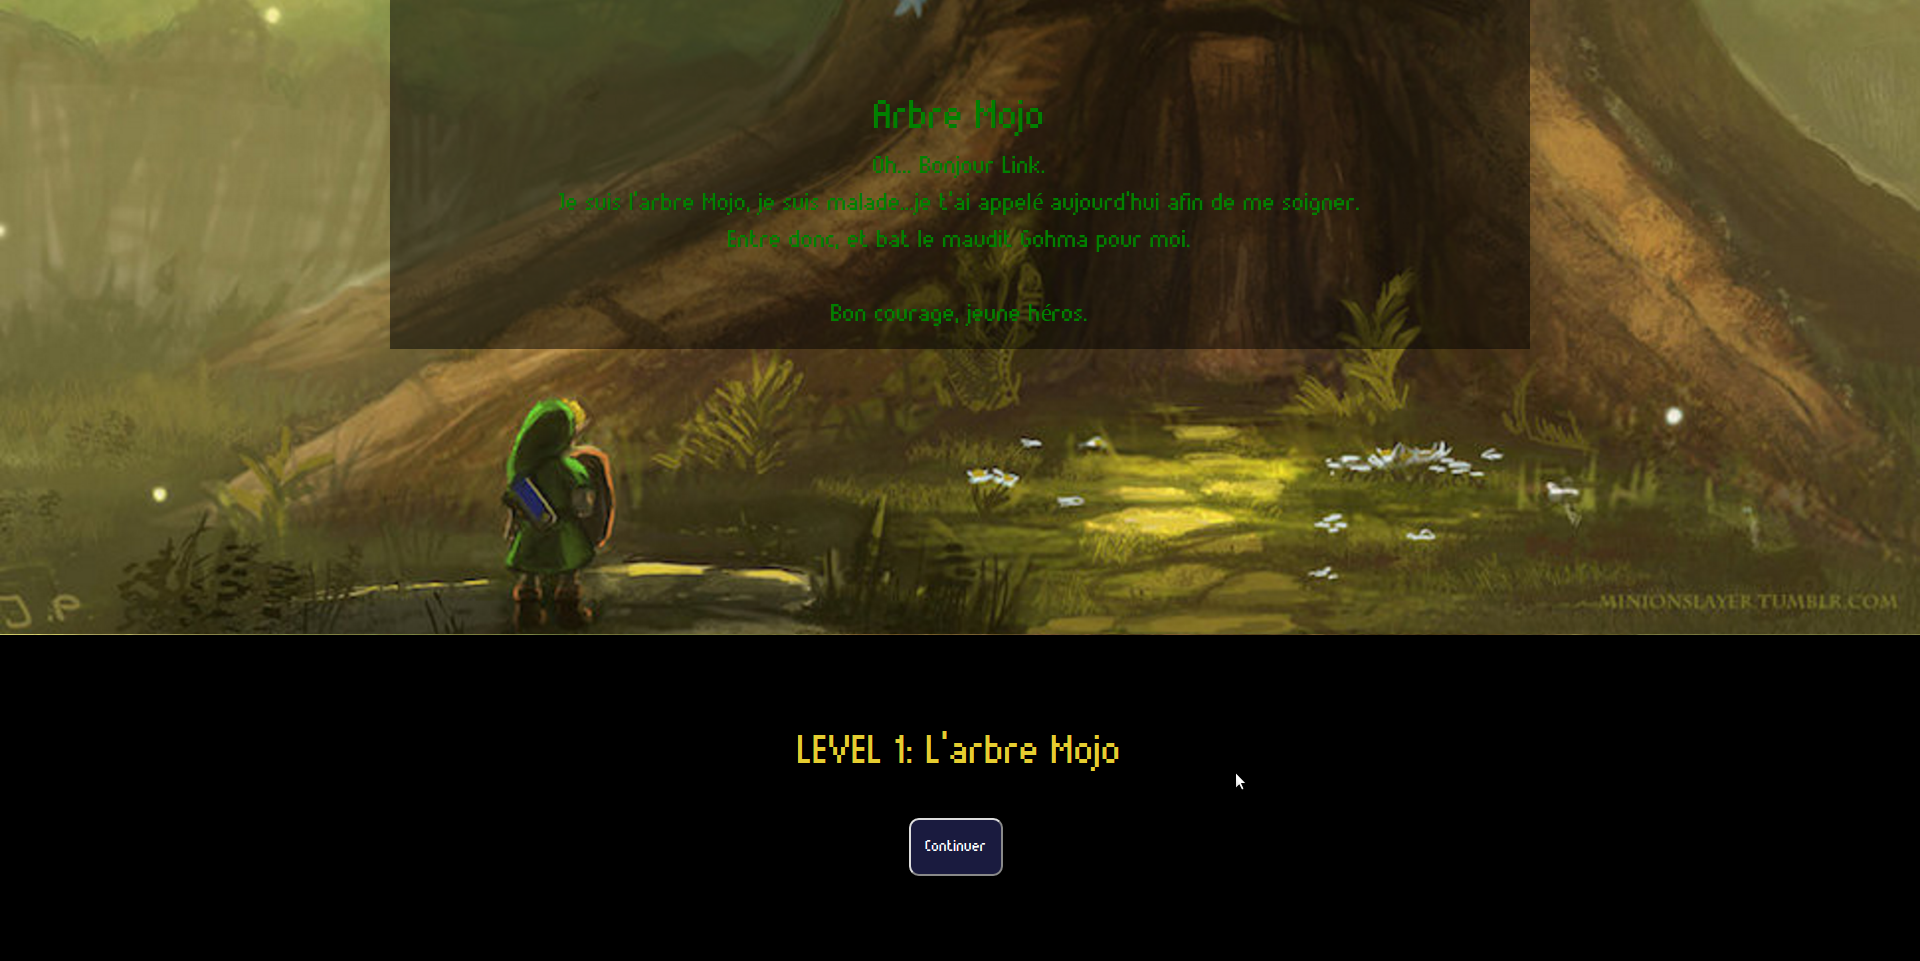 Arbre Mojo
Oh... Bonjour Link.
Je suis l'arbre Mojo, je suis malade...je t'ai appelé aujourd'hui afin de me soigner.
Entre donc, et bat le maudit Gohma pour moi.
Bon courage, jeune héros.
J.P.
MINIONSLAYER.TUMBLR.COM
LEVEL 1: L'arbre Mojo
Continuer